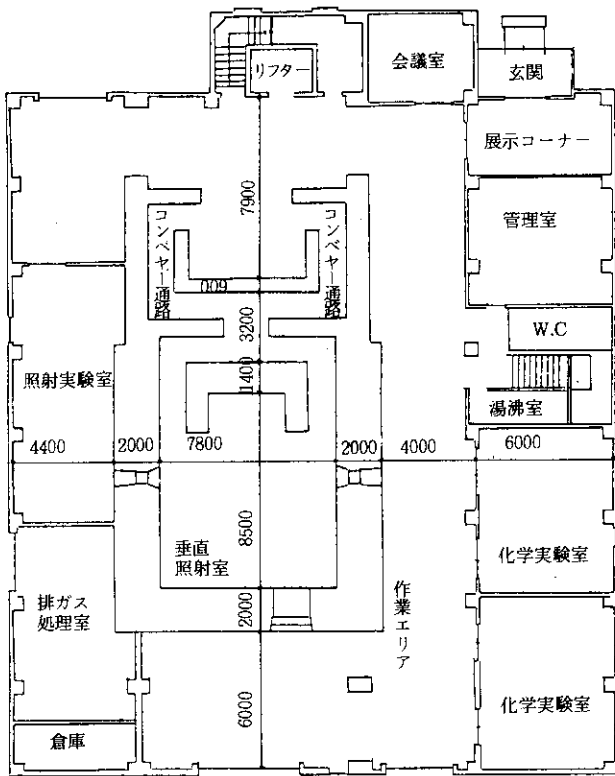 リフター
会議室
玄関
展示コーナー
7900
コンベヤー通路
コンベヤー通路
管理室
600
3200
W.C
照射実験室
1400
湯沸室
4400
2000
7800
2000
4000
6000
8500
垂直
照射室
化学実験室
排ガス
処理室
2000
作業エリア
6000
化学実験室
倉庫